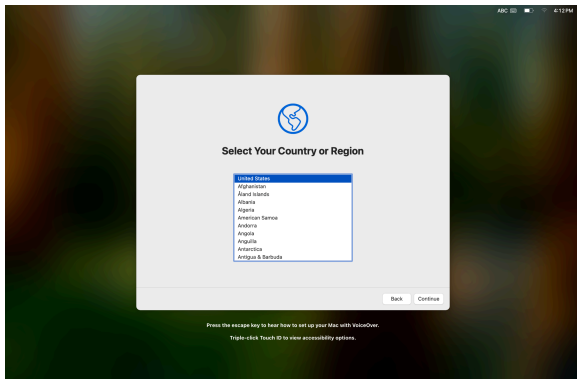 ABC 4:12 PM
Select Your Country or Region
United States
Afghanistan
Åland Islands
Albania
Algeria
American Samoa
Andorra
Angola
Anguilla
Antarctica
Antigua & Barbuda
Back Continue
Press the escape key to hear how to set up your Mac with VoiceOver.
Triple-click Touch ID to view accessibility options.